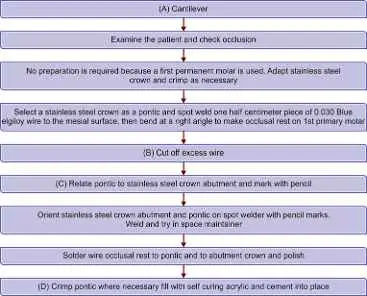 (A) Cantilever
Examine the patient and check occlusion
No preparation is required because a first permanent molar is used. Adapt stainless steel
crown and crimp as necessary
Select a stainless steel crown as a pontic and spot weld one half centimeter piece of 0.030 Blue
elgiloy wire to the mesial surface, then bend at a right angle to make occlusal rest on 1st primary molar
(B) Cut off excess wire
(C) Relate pontic to stainless steel crown abutment and mark with pencil
Orient stainless steel crown abutment and pontic on spot welder with pencil marks.
Weld and try in space maintainer
Solder wire occlusal rest to pontic and to abutment crown and polish
(D) Crimp pontic where necessary fill with self curing acrylic and cement into place